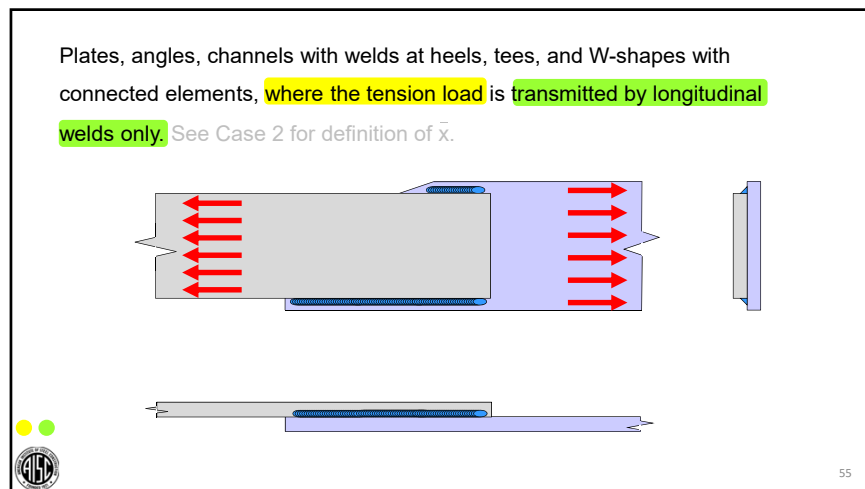 Plates, angles, channels with welds at heels, tees, and W-shapes with
connected elements, where the tension load is transmitted by longitudinal
welds only. See Case 2 for definition of x̄.
AISC
55